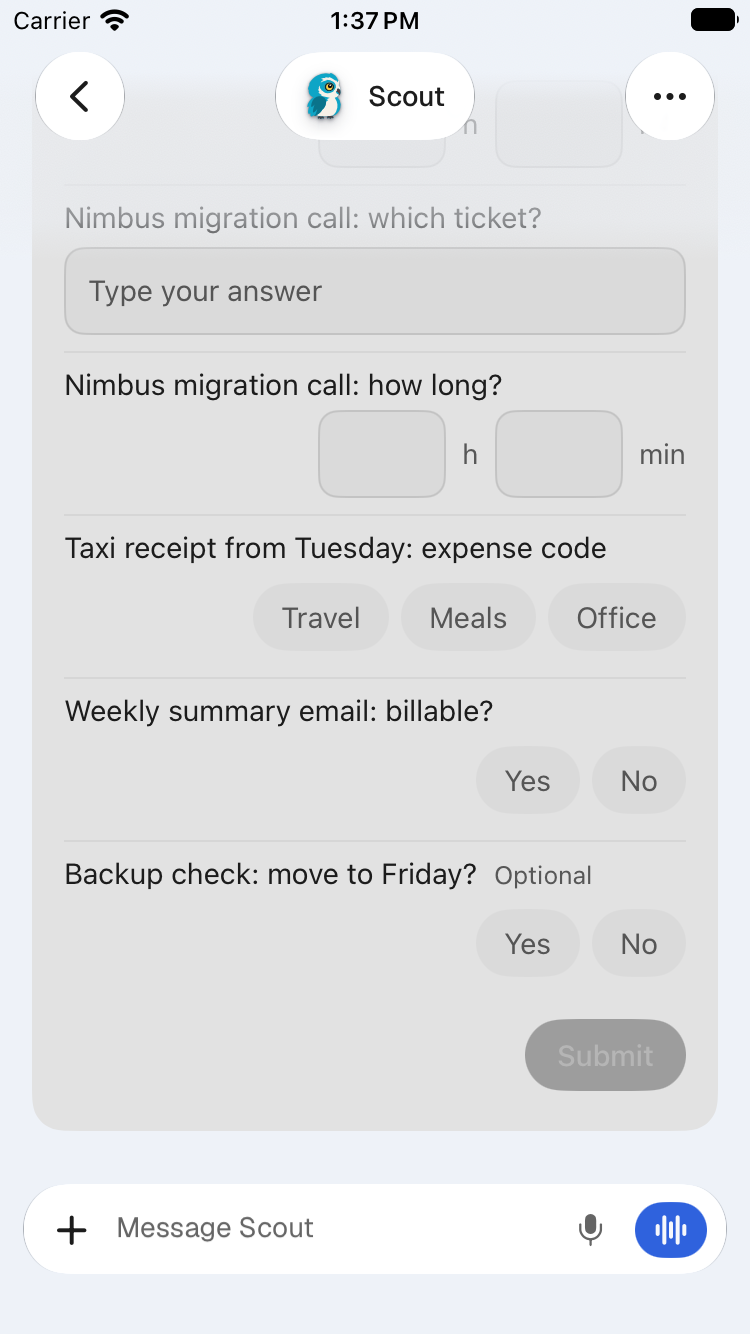 Carrier
1:37 PM
Scout
h
Nimbus migration call: which ticket?
Type your answer
Nimbus migration call: how long?
h
min
Taxi receipt from Tuesday: expense code
Travel
Meals
Office
Weekly summary email: billable?
Yes
No
Backup check: move to Friday? Optional
Yes
No
Submit
Message Scout